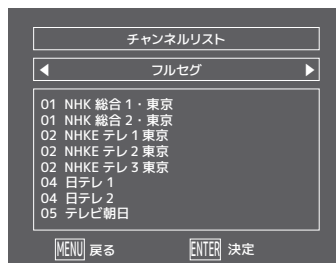 チャンネルリスト
◀ フルセグ ▶
01 NHK 総合 1・東京
01 NHK 総合 2・東京
02 NHKE テレ 1 東京
02 NHKE テレ 2 東京
02 NHKE テレ 3 東京
04 日テレ 1
04 日テレ 2
05 テレビ朝日
MENU 戻る ENTER 決定